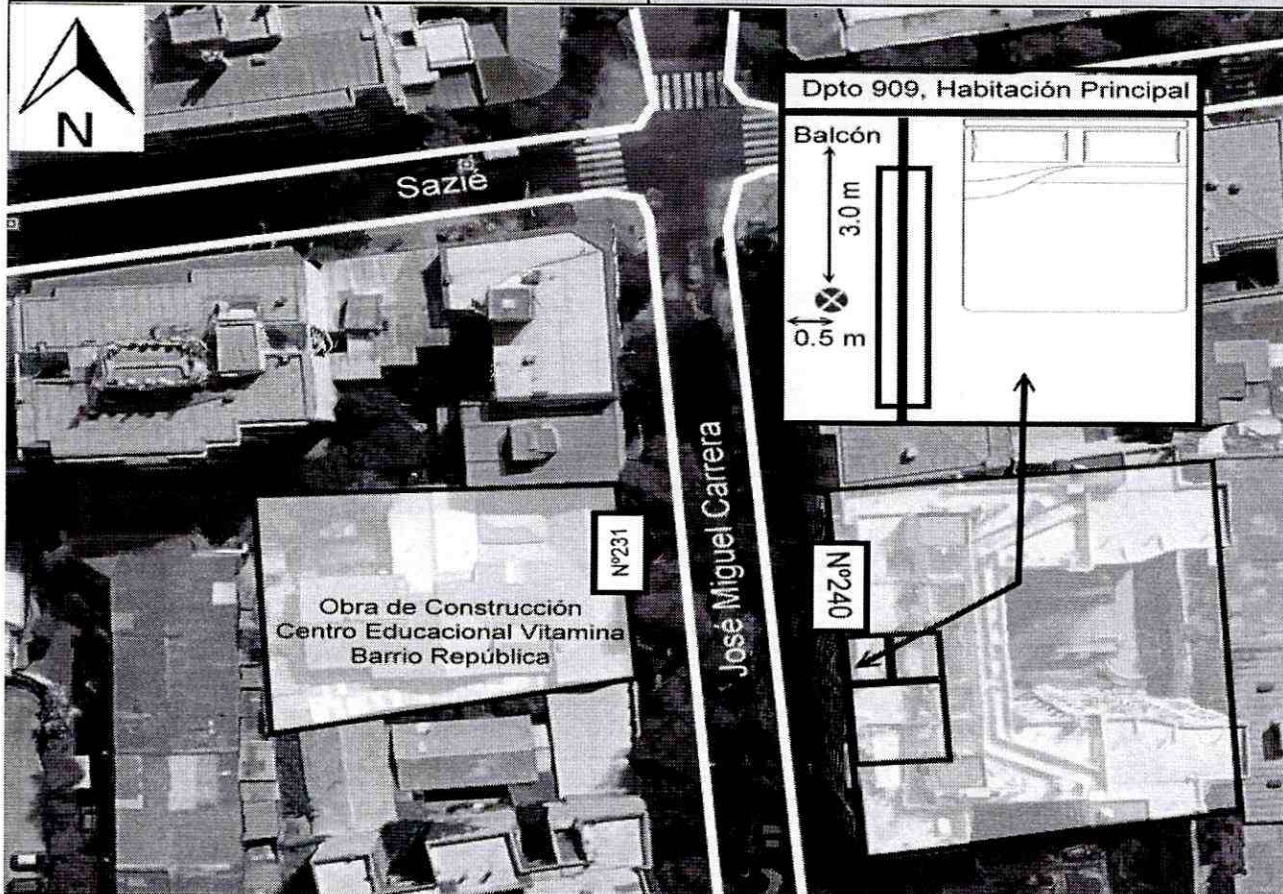 N
Sazié
Dpto 909, Habitación Principal
Balcón
3.0 m
0.5 m
José Miguel Carrera
Nº231
Nº240
Obra de Construcción
Centro Educacional Vitamina
Barrio República